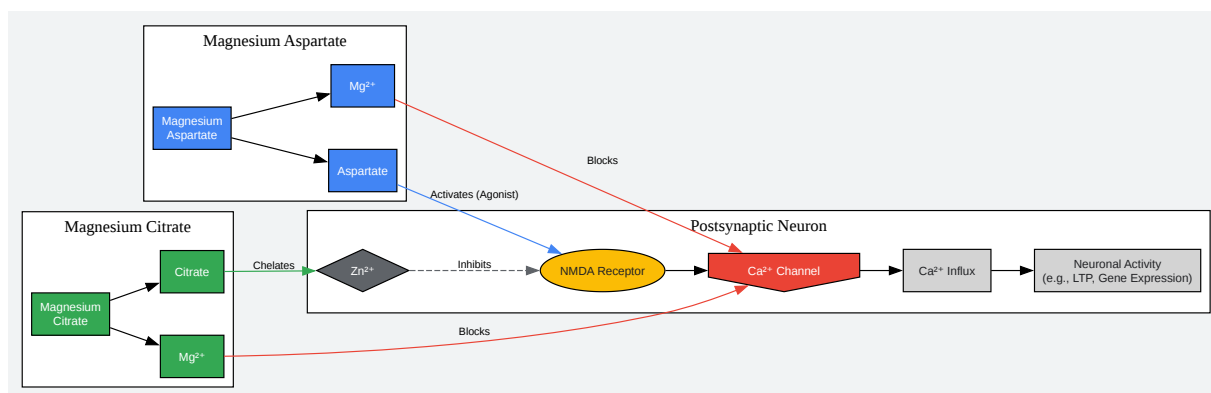 Magnesium Aspartate
Mg²⁺
Magnesium
Aspartate
Aspartate
Blocks
Activates (Agonist)
Magnesium Citrate
Postsynaptic Neuron
Citrate
Chelates
Zn²⁺
Inhibits
NMDA Receptor
Ca²⁺ Channel
Ca²⁺ Influx
Neuronal Activity
(e.g., LTP, Gene Expression)
Magnesium
Citrate
Mg²⁺
Blocks